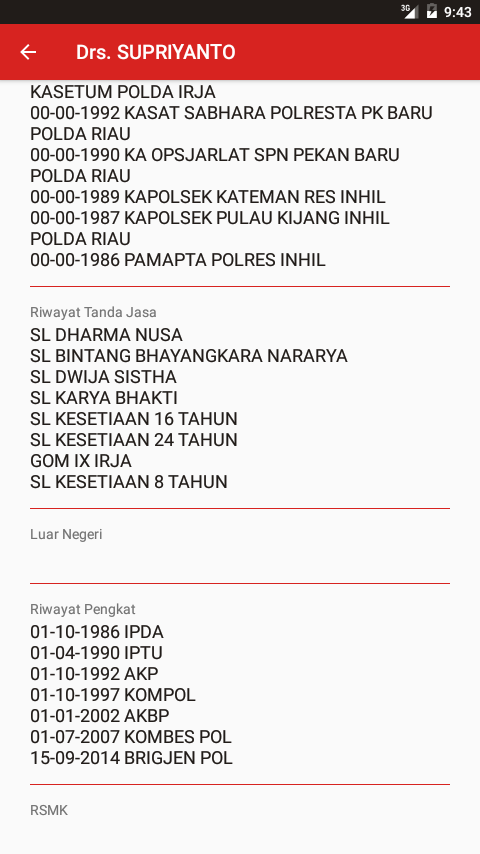 3G 9:43
Drs. SUPRIYANTO
KASETUM POLDA IRJA
00-00-1992 KASAT SABHARA POLRESTA PK BARU
POLDA RIAU
00-00-1990 KA OPSJARLAT SPN PEKAN BARU
POLDA RIAU
00-00-1989 KAPOLSEK KATEMAN RES INHIL
00-00-1987 KAPOLSEK PULAU KIJANG INHIL
POLDA RIAU
00-00-1986 PAMAPTA POLRES INHIL
Riwayat Tanda Jasa
SL DHARMA NUSA
SL BINTANG BHAYANGKARA NARARYA
SL DWIJA SISTHA
SL KARYA BHAKTI
SL KESETIAAN 16 TAHUN
SL KESETIAAN 24 TAHUN
GOM IX IRJA
SL KESETIAAN 8 TAHUN
Luar Negeri
Riwayat Pengkat
01-10-1986 IPDA
01-04-1990 IPTU
01-10-1992 AKP
01-10-1997 KOMPOL
01-01-2002 AKBP
01-07-2007 KOMBES POL
15-09-2014 BRIGJEN POL
RSMK